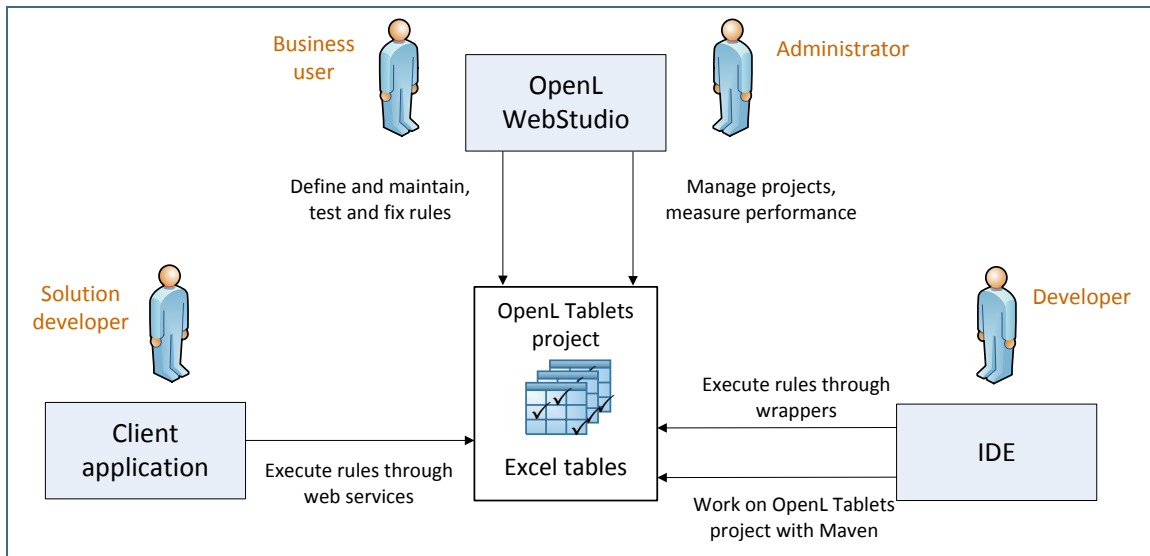 Business
user
OpenL
WebStudio
Administrator
Define and maintain,
test and fix rules
Manage projects,
measure performance
Solution
developer
OpenL Tablets
project
Developer
Client
application
Execute rules through
web services
Excel tables
Execute rules through
wrappers
IDE
Work on OpenL Tablets
project with Maven